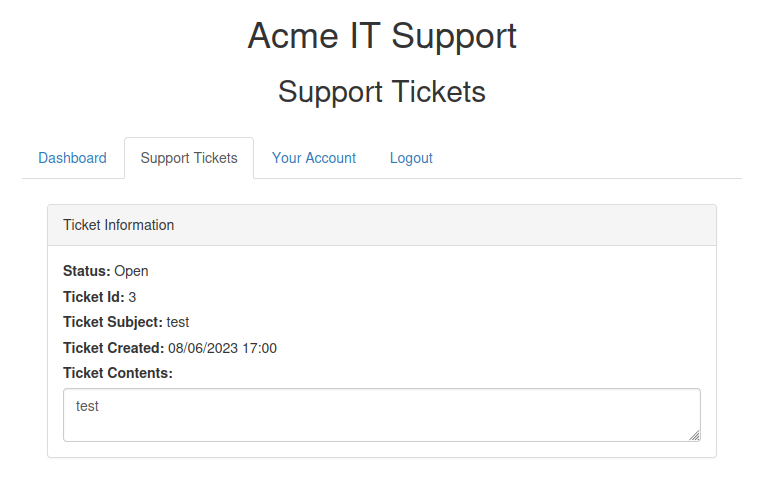 Acme IT Support
Support Tickets
Dashboard Support Tickets Your Account Logout
Ticket Information
Status: Open
Ticket Id: 3
Ticket Subject: test
Ticket Created: 08/06/2023 17:00
Ticket Contents:
test